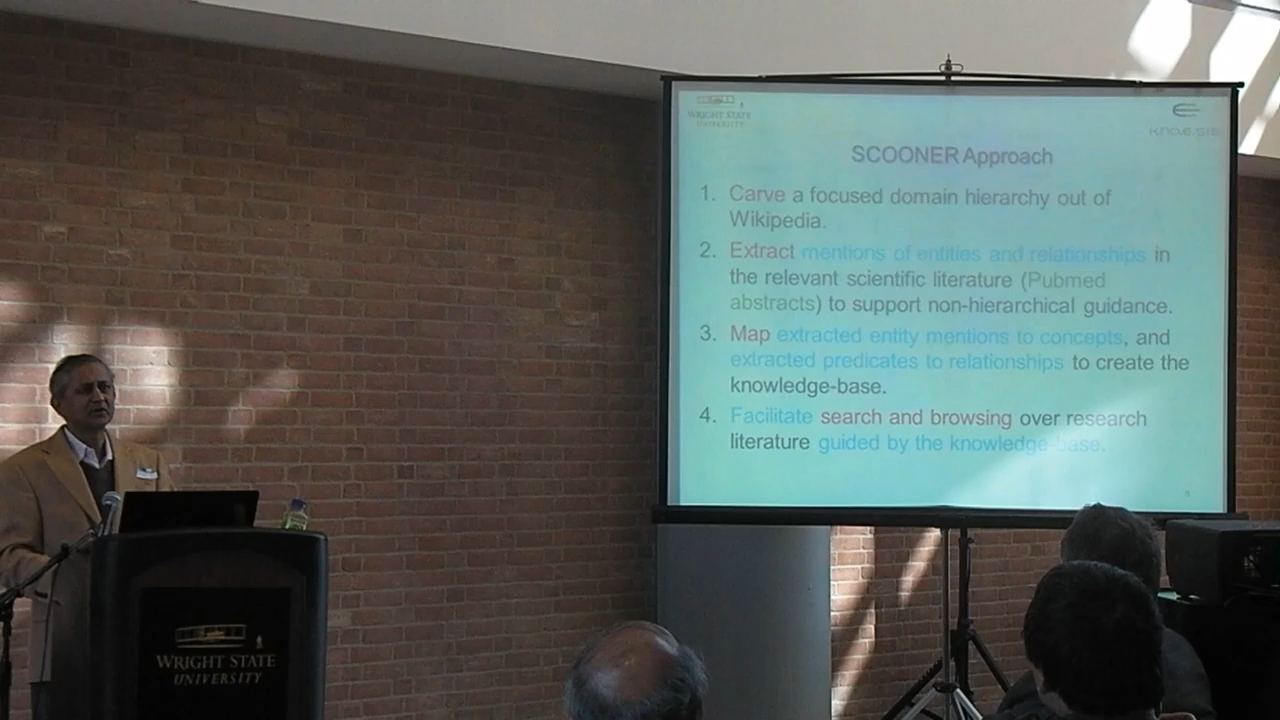 WRIGHT STATE
UNIVERSITY
KNO.E.SIS
SCOONER Approach
1. Carve a focused domain hierarchy out of
Wikipedia.
2. Extract mentions of entities and relationships in
the relevant scientific literature (Pubmed
abstracts) to support non-hierarchical guidance.
3. Map extracted entity mentions to concepts, and
extracted predicates to relationships to create the
knowledge-base.
4. Facilitate search and browsing over research
literature guided by the knowledge-base.
WRIGHT STATE
UNIVERSITY